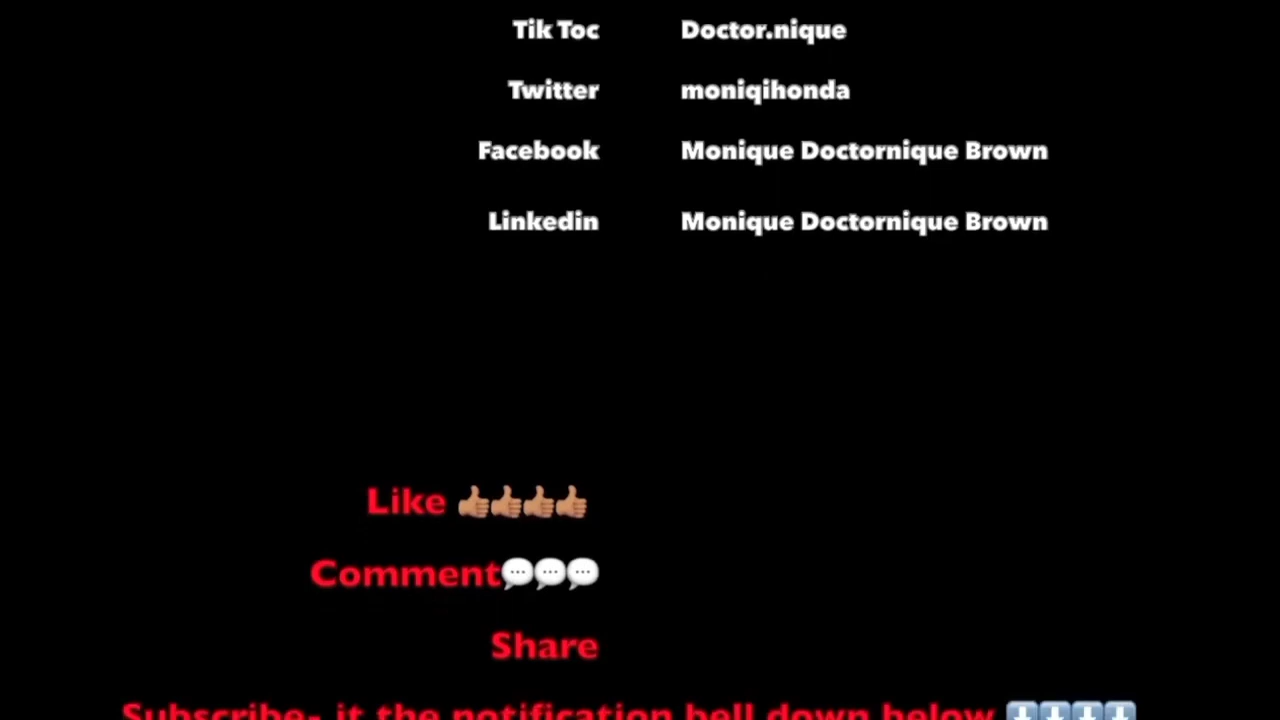 Tik Toc Doctor.nique
Twitter moniqihonda
Facebook Monique Doctornique Brown
Linkedin Monique Doctornique Brown
Like 👍🏽👍🏽👍🏽👍🏽
Comment💬💬💬
Share
Subscribe- it the notification bell down below ⬇️⬇️⬇️⬇️